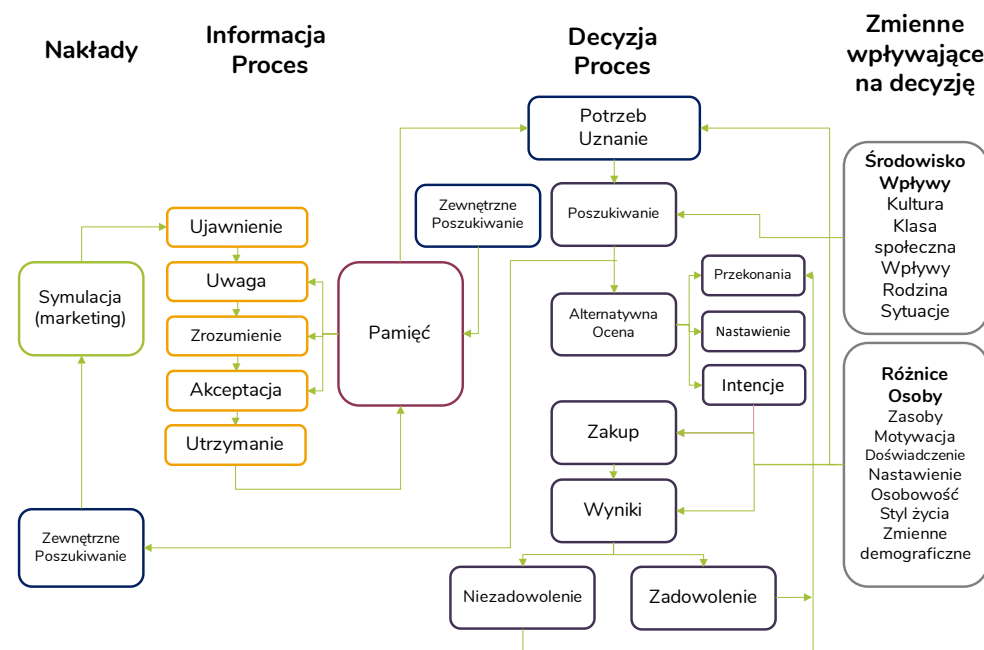 Nakłady
Informacja
Proces
Decyzja
Proces
Zmienne
wpływające
na decyzję
Potrzeb
Uznanie
Środowisko
Wpływy
Kultura
Klasa
społeczna
Wpływy
Rodzina
Sytuacje
Zewnętrzne
Poszukiwanie
Poszukiwanie
Ujawnienie
Uwaga
Zrozumienie
Akceptacja
Utrzymanie
Symulacja
(marketing)
Pamięć
Przekonania
Alternatywna
Ocena
Nastawienie
Intencje
Różnice
Osoby
Zasoby
Motywacja
Doświadczenie
Nastawienie
Osobowość
Styl życia
Zmienne
demograficzne
Zakup
Wyniki
Zewnętrzne
Poszukiwanie
Niezadowolenie
Zadowolenie